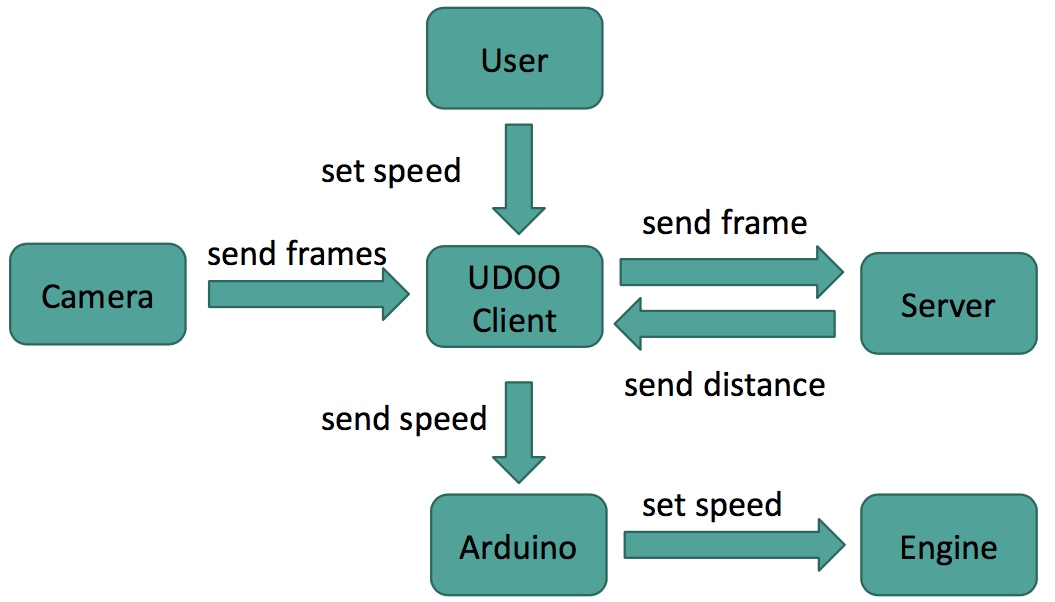 User
set speed
send frame
send frames
Camera
UDOO
Client
Server
send distance
send speed
set speed
Arduino
Engine